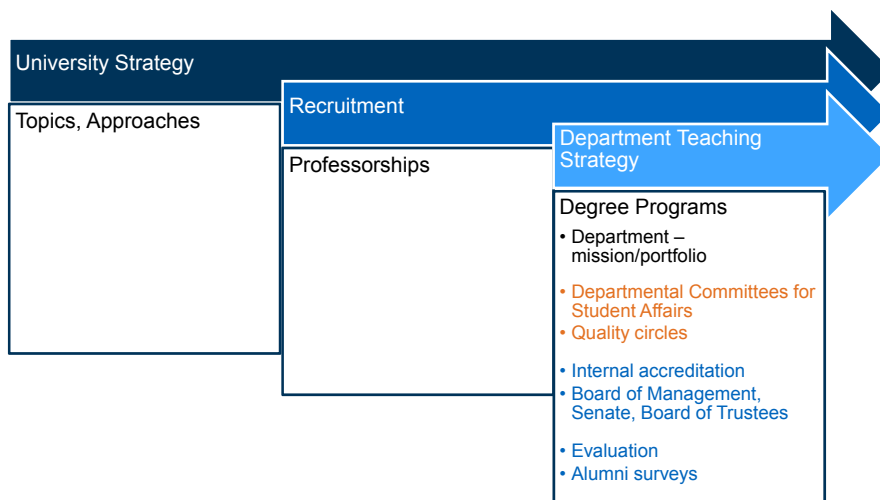 University Strategy
Topics, Approaches
Recruitment
Professorships
Department Teaching
Strategy
Degree Programs
• Department –
mission/portfolio
• Departmental Committees for
Student Affairs
• Quality circles
• Internal accreditation
• Board of Management,
Senate, Board of Trustees
• Evaluation
• Alumni surveys